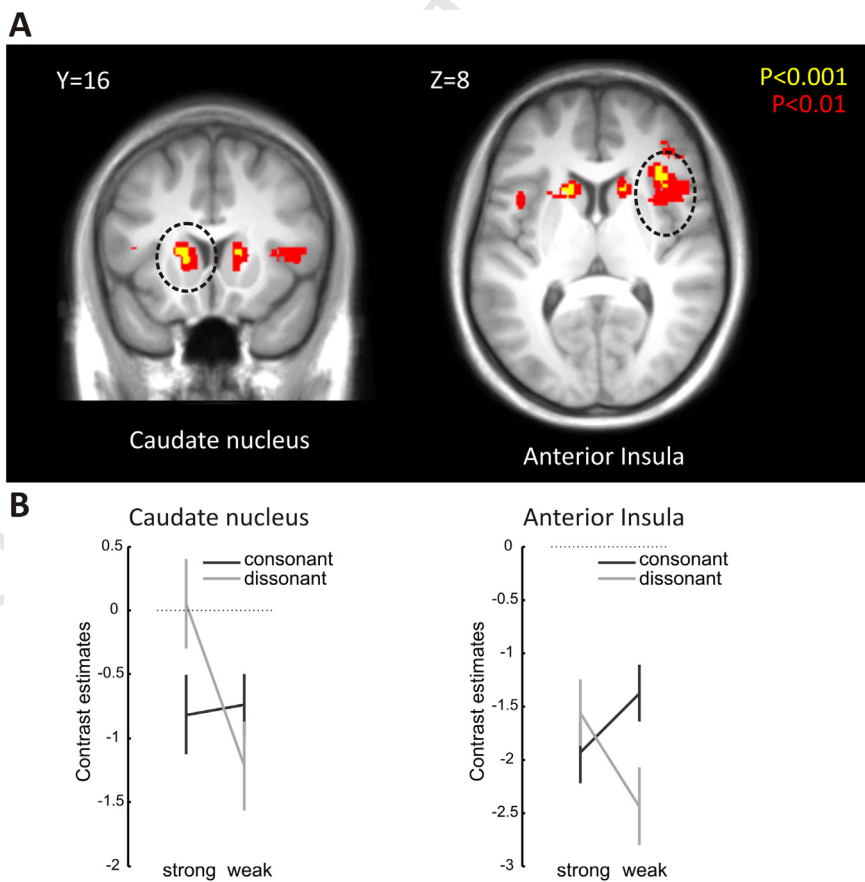 A
Y=16
Z=8
P<0.001
P<0.01
Caudate nucleus
Anterior Insula
B
Caudate nucleus
0.5
0
-0.5
-1
-1.5
-2
Contrast estimates
consonant
dissonant
strong weak
Anterior Insula
0
-0.5
-1
-1.5
-2
-2.5
-3
Contrast estimates
consonant
dissonant
strong weak